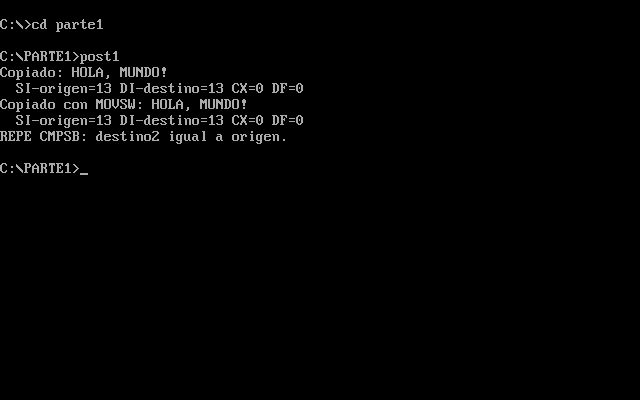 C:\>cd parte1
C:\PARTE1>post1
Copiado: HOLA, MUNDO!
SI-origen=13 DI-destino=13 CX=0 DF=0
Copiado con MOVSW: HOLA, MUNDO!
SI-origen=13 DI-destino=13 CX=0 DF=0
REPE CMPSB: destino2 igual a origen.
C:\PARTE1>_